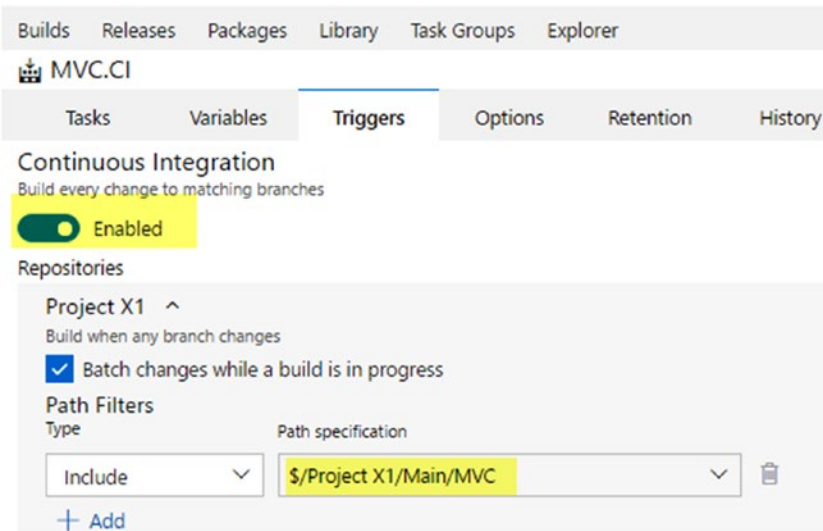 Builds Releases Packages Library Task Groups Explorer
MVC.CI
Tasks Variables Triggers Options Retention History
Continuous Integration
Build every change to matching branches
Enabled
Repositories
Project X1
Build when any branch changes
Batch changes while a build is in progress
Path Filters
Type Path specification
Include $/Project X1/Main/MVC
+ Add